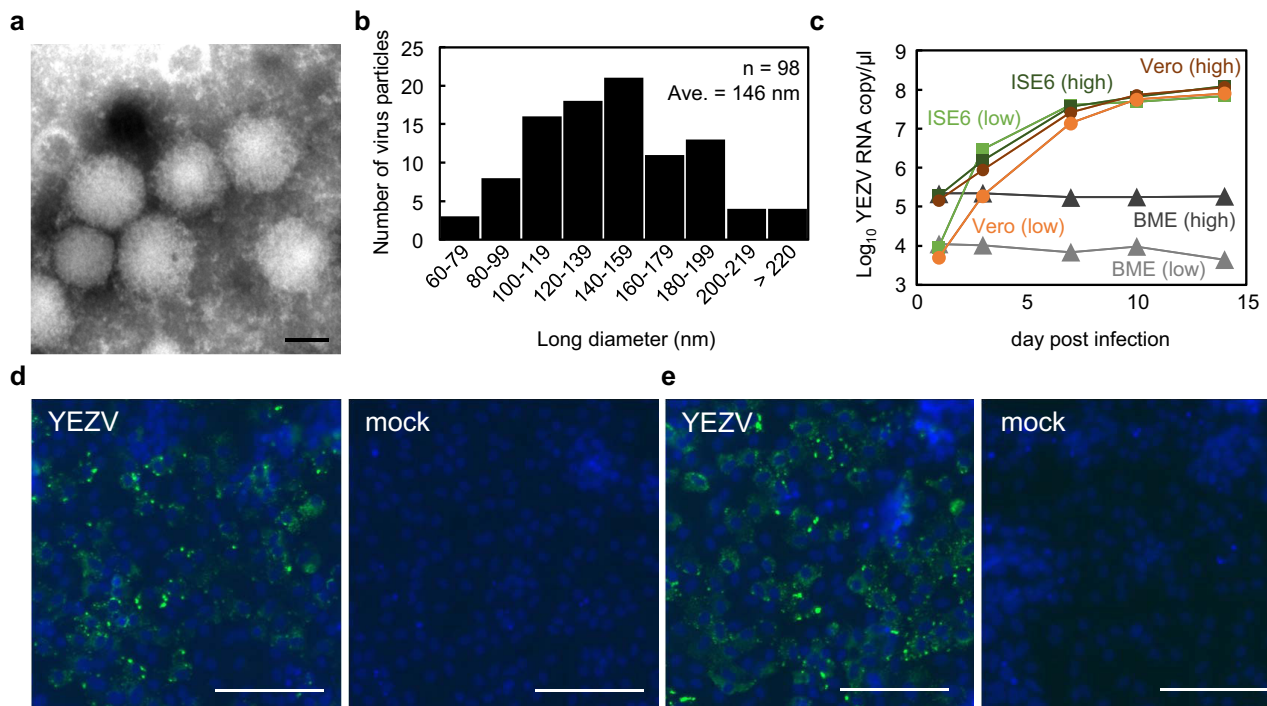 a
b
Number of virus particles
25
20
15
10
5
0
n = 98
Ave. = 146 nm
60-79
80-99
100-119
120-139
140-159
160-179
180-199
200-219
> 220
Long diameter (nm)
c
Log₁₀ YEZV RNA copy/µl
9
8
7
6
5
4
3
ISE6 (high)
Vero (high)
ISE6 (low)
Vero (low)
BME (high)
BME (low)
5
10
15
day post infection
d
YEZV
mock
e
YEZV
mock